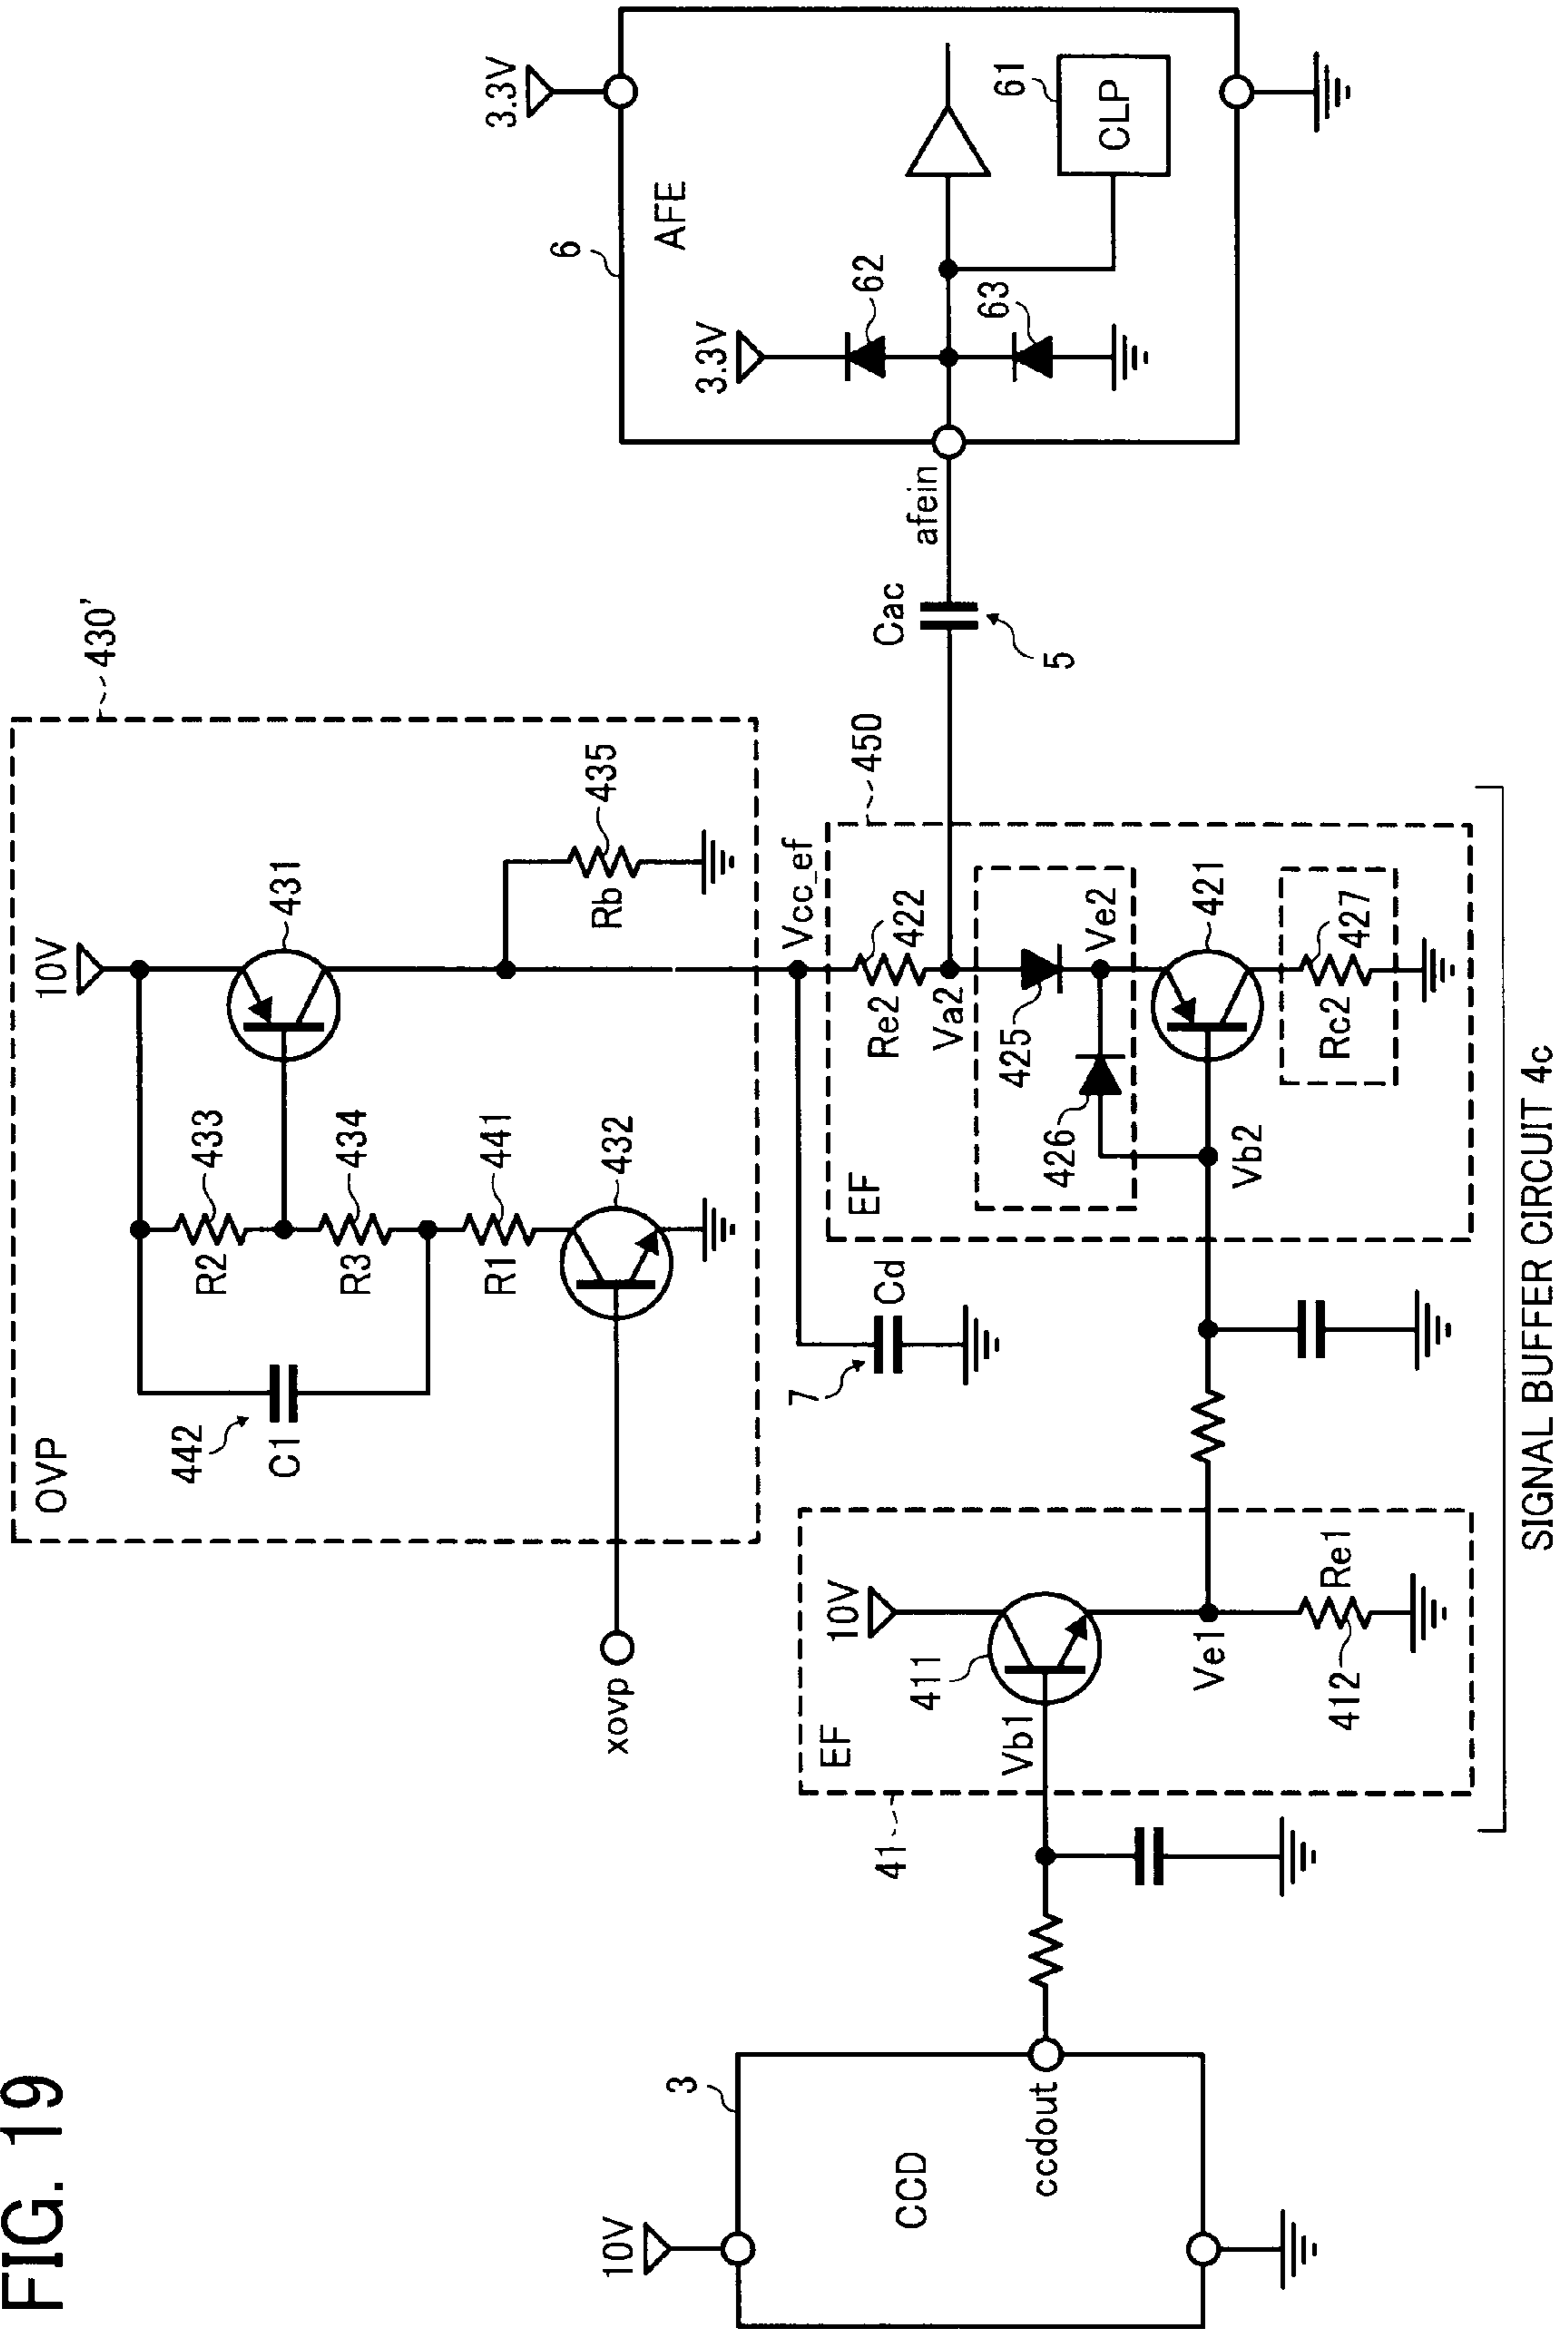 FIG. 19
OVP
430'
10V
431
442
C1
R2
433
R3
434
R1
441
432
Rb
435
xovp
3.3V
6
AFE
3.3V
62
63
61
CLP
afein
Cac
5
7
Cd
Vcc_ef
450
EF
Re2
422
Va2
425
426
Ve2
421
Vb2
Rc2
427
10V
3
CCD
ccdout
41
EF
10V
411
Vb1
Ve1
412
Re1
SIGNAL BUFFER CIRCUIT 4c